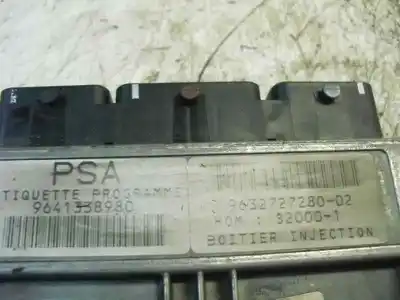 PSA
TIQUETTE PROGRAMME
9641338980
9632727280-02
HOM : 32000-1
BOITIER INJECTION